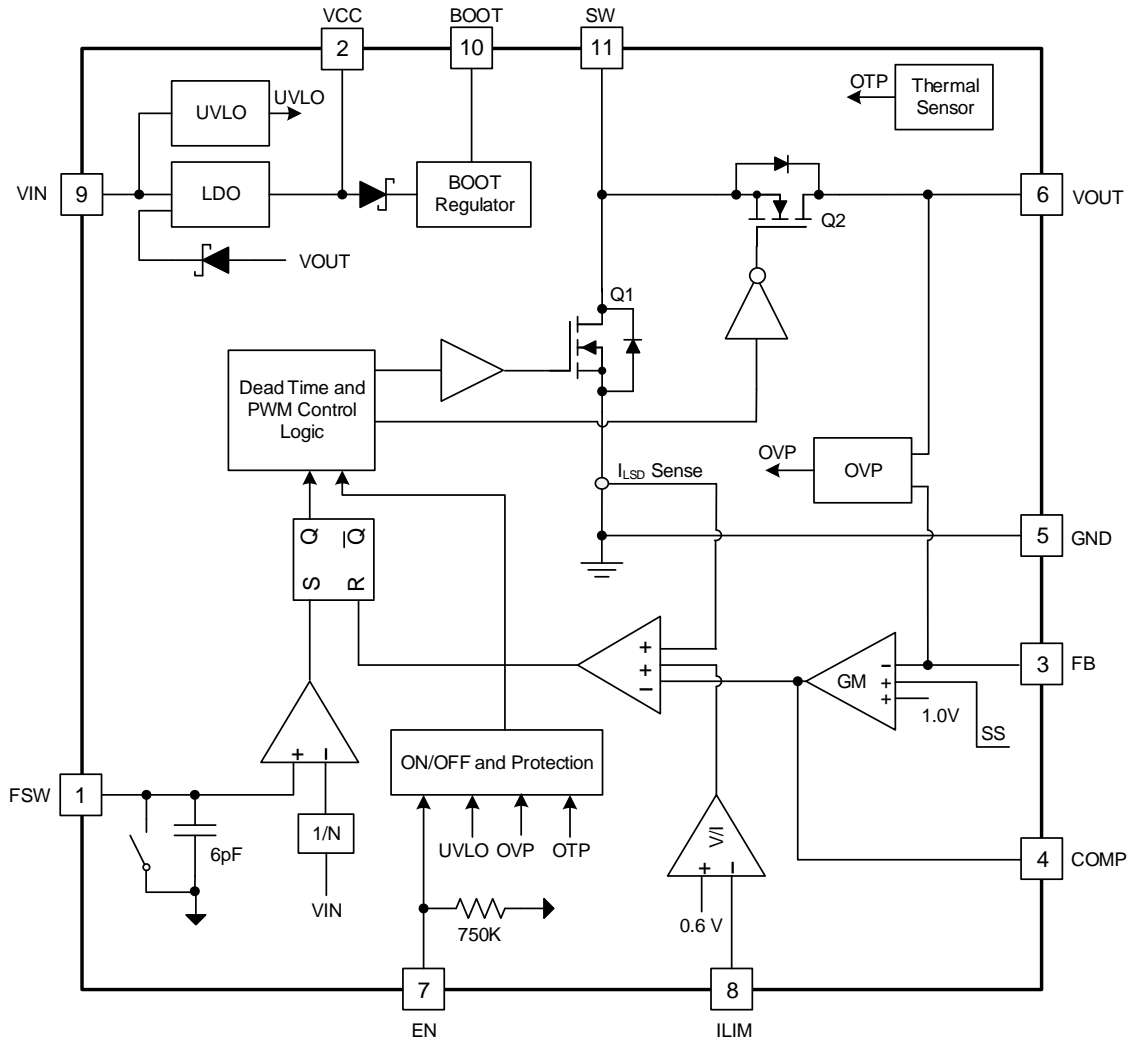 VCC
BOOT
SW
2
10
11
UVLO
UVLO
OTP
Thermal
Sensor
VIN
9
LDO
BOOT
Regulator
6
VOUT
Q2
VOUT
Q1
Dead Time and
PWM Control
Logic
OVP
OVP
ILSD Sense
5
GND
S Q
R Q̅
+
+
−
GM
−
+
+
1.0V
SS
3
FB
FSW
1
+ −
ON/OFF and Protection
6pF
1/N
VIN
UVLO
OVP
OTP
V/I
+ −
0.6 V
4
COMP
750K
7
8
EN
ILIM